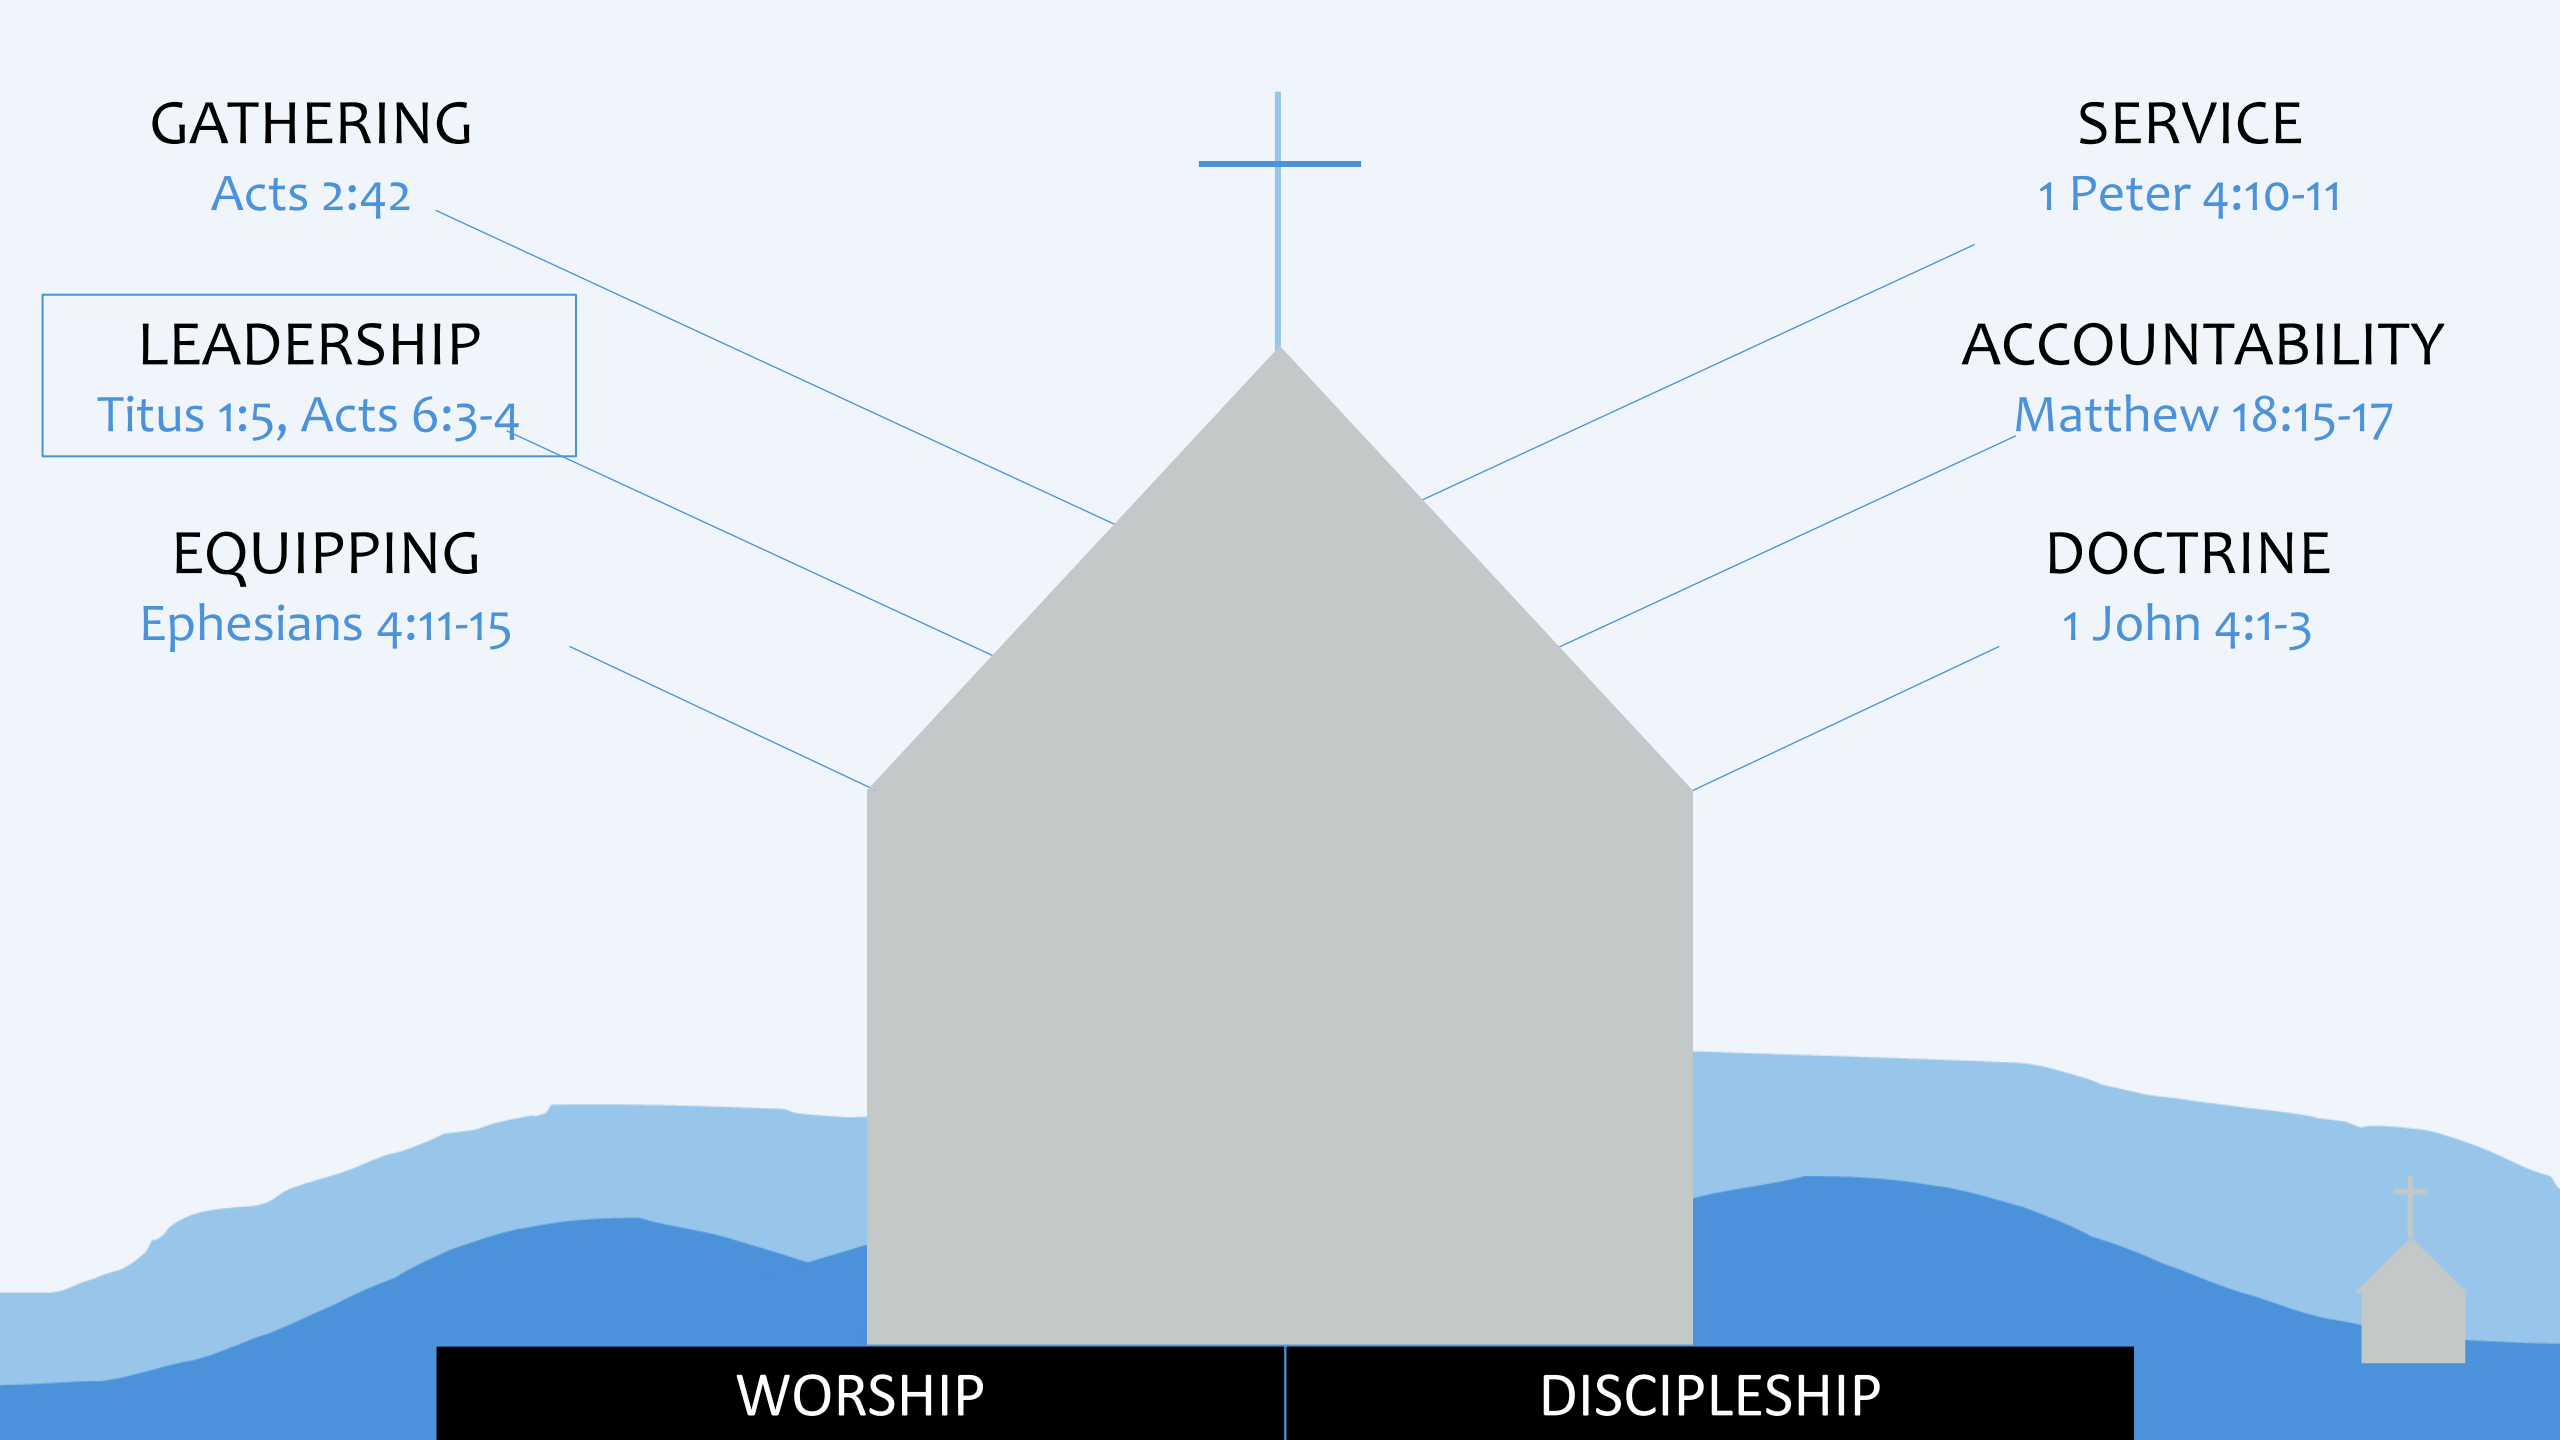 GATHERING
Acts 2:42
LEADERSHIP
Titus 1:5, Acts 6:3-4
EQUIPPING
Ephesians 4:11-15
SERVICE
1 Peter 4:10-11
ACCOUNTABILITY
Matthew 18:15-17
DOCTRINE
1 John 4:1-3
WORSHIP
DISCIPLESHIP